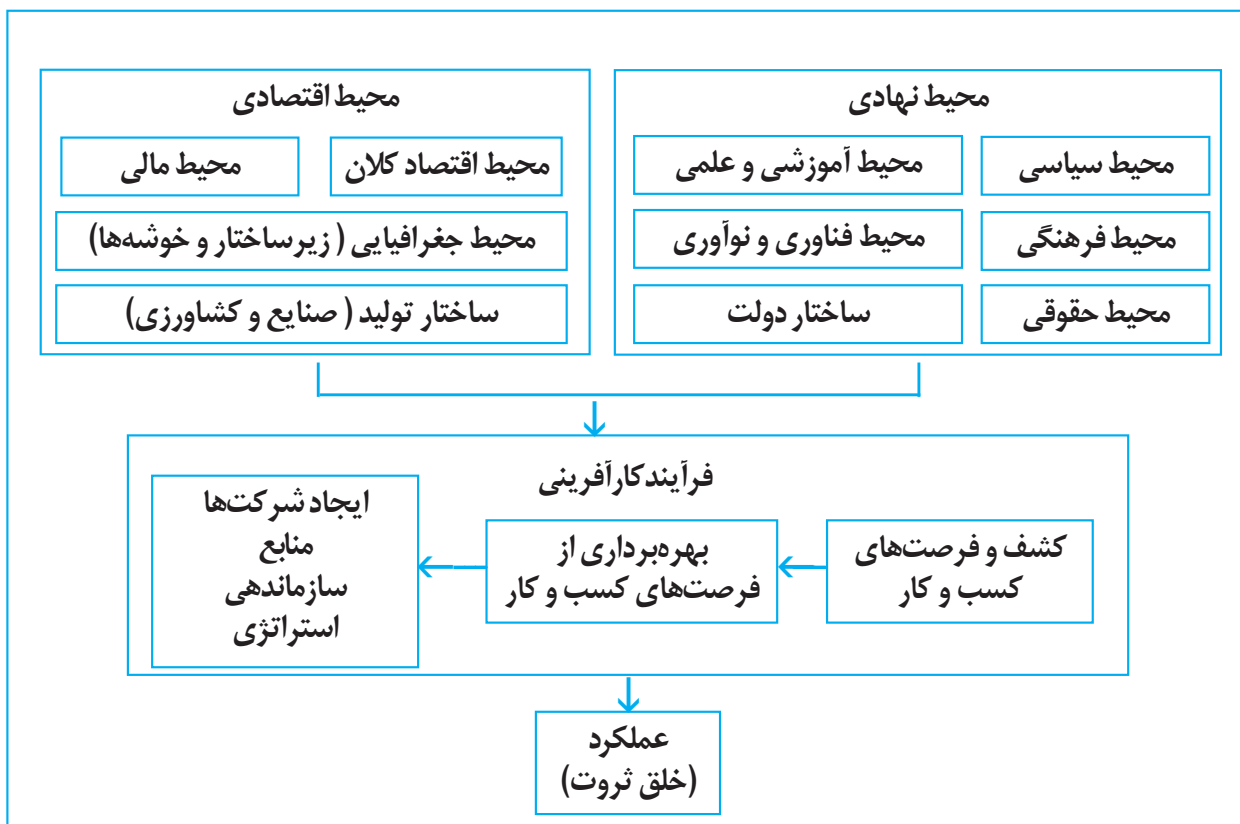 محیط نهادی
محیط سیاسی
محیط آموزشی و علمی
محیط فرهنگی
محیط فناوری و نوآوری
محیط حقوقی
ساختار دولت
محیط اقتصادی
محیط اقتصاد کلان
محیط مالی
محیط جغرافیایی ( زیرساختار و خوشه‌ها)
ساختار تولید ( صنایع و کشاورزی)
فرآیند کارآفرینی
کشف و فرصت‌های
کسب و کار
بهره‌برداری از
فرصت‌های کسب و کار
ایجاد شرکت‌ها
منابع
سازماندهی
استراتژی
عملکرد
(خلق ثروت)